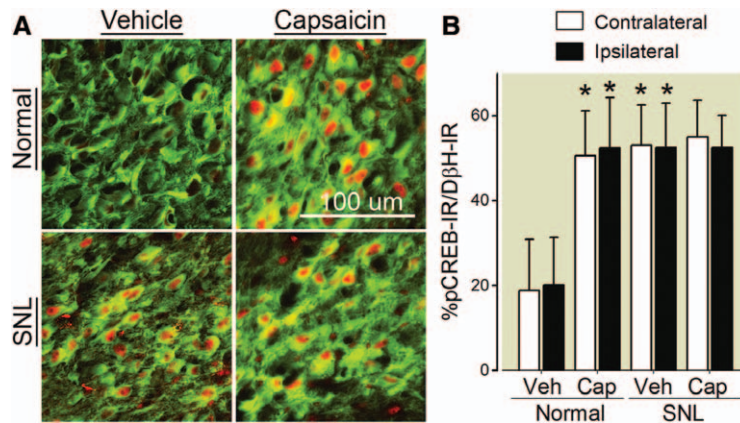 A
Vehicle
Capsaicin
Normal
100 um
SNL
B
Contralateral
Ipsilateral
%pCREB-IR/DβH-IR
60
40
20
0
* * * *
Veh Cap Veh Cap
Normal SNL